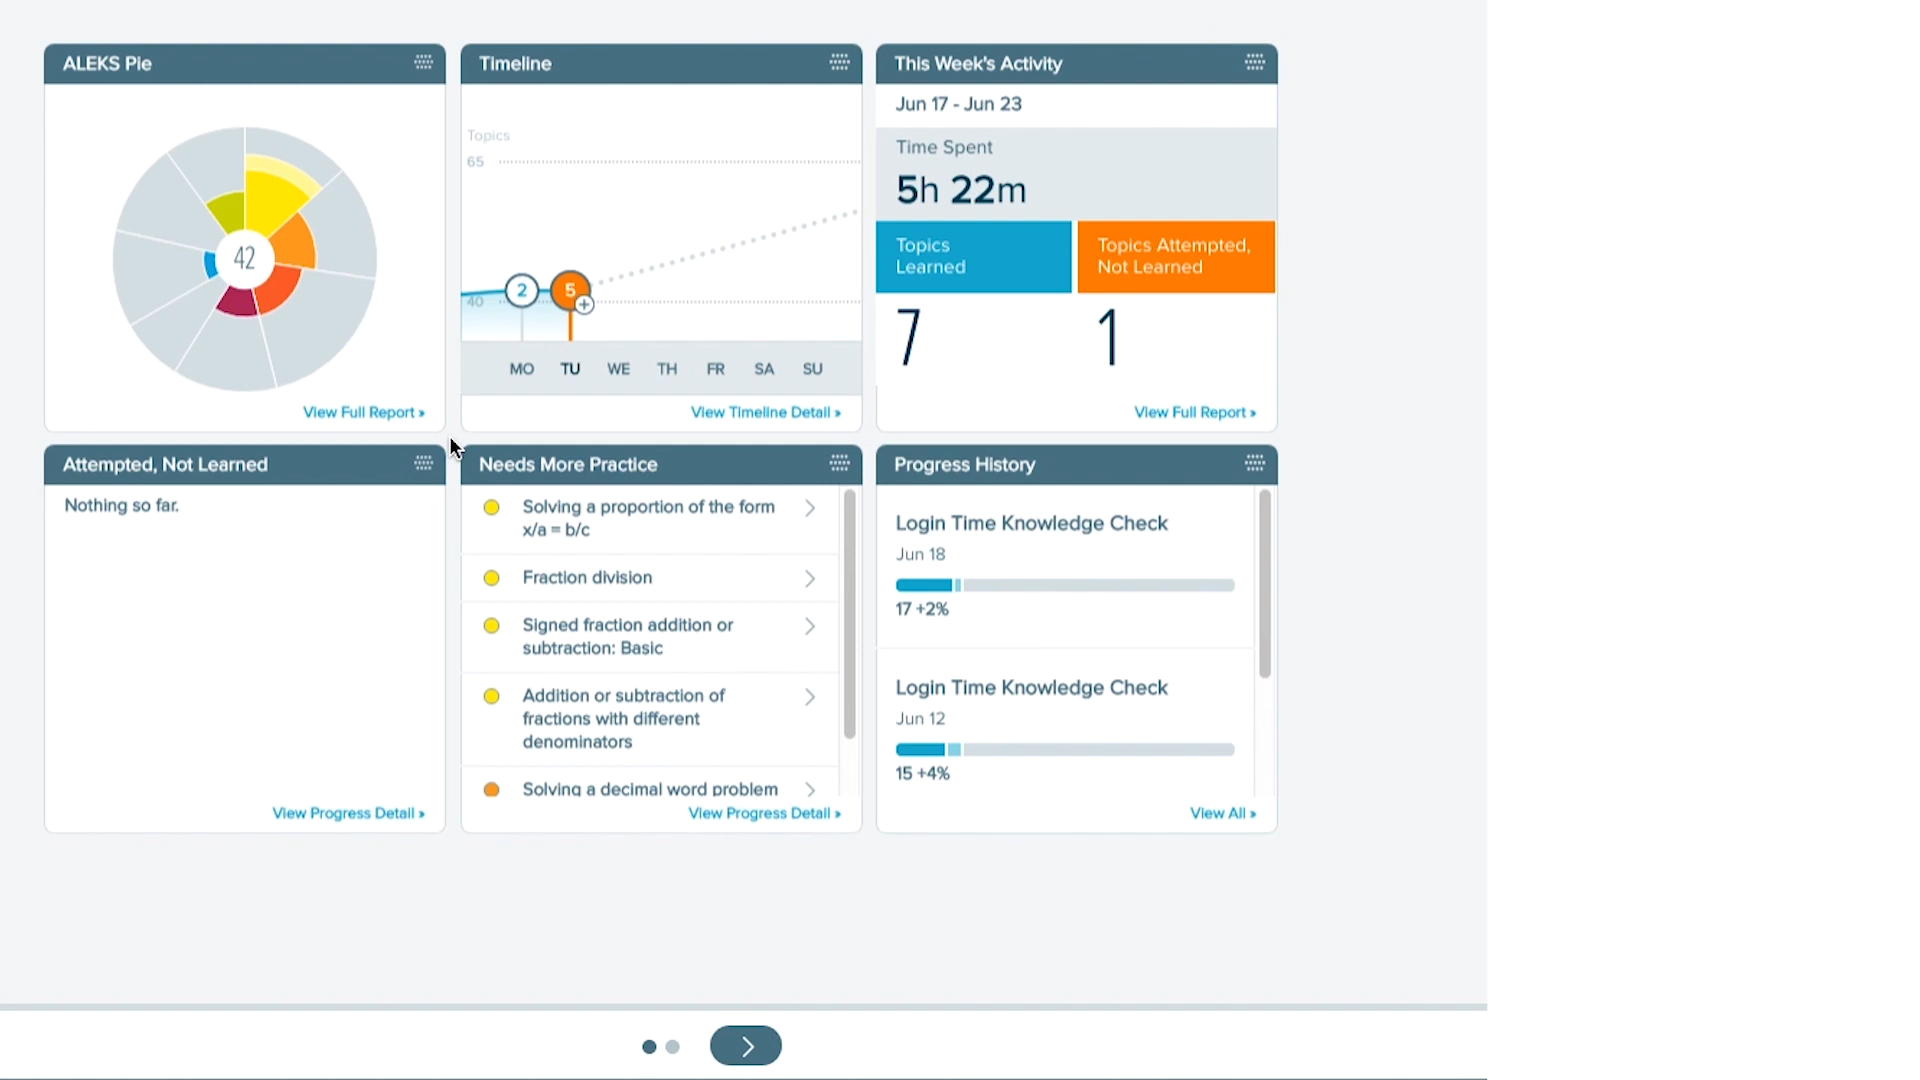 ALEKS Pie
42
View Full Report »
Timeline
Topics
65
40
2
5
MO TU WE TH FR SA SU
View Timeline Detail »
This Week's Activity
Jun 17 - Jun 23
Time Spent
5h 22m
Topics
Learned
Topics Attempted,
Not Learned
7
1
View Full Report »
Attempted, Not Learned
Nothing so far.
View Progress Detail »
Needs More Practice
Solving a proportion of the form
x/a = b/c
Fraction division
Signed fraction addition or
subtraction: Basic
Addition or subtraction of
fractions with different
denominators
Solving a decimal word problem
View Progress Detail »
Progress History
Login Time Knowledge Check
Jun 18
17 +2%
Login Time Knowledge Check
Jun 12
15 +4%
View All »